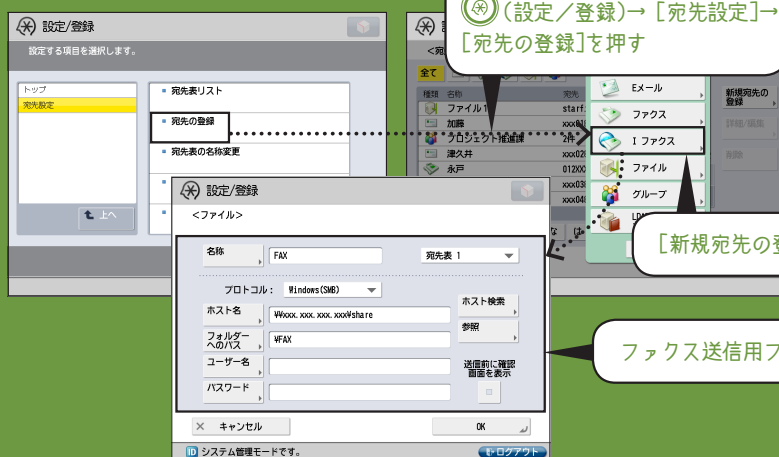 (設定／登録)→［宛先設定］→
［宛先の登録］を押す
設定/登録
設定する項目を選択します。
トップ
宛先設定
上へ
宛先表リスト
宛先の登録
宛先表の名称変更
全て
種類 名称 宛先
ファイル1 starf
加藤
プロジェクト推進課 2件
津久井 xxx02
永戸 012XX
xxx03
xxx04
Eメール
ファクス
I ファクス
ファイル
グループ
新規宛先の
登録
詳細/編集
削除
［新規宛先の
設定/登録
<ファイル>
名称
FAX
宛先表 1
プロトコル：
Windows(SMB)
ホスト名
¥¥xxx.xxx.xxx.xxx¥share
ホスト検索
フォルダー
へのパス
¥FAX
参照
ユーザー名
パスワード
送信前に確認
画面を表示
キャンセル
OK
ID システム管理モードです。
ログアウト
ファクス送信用フ